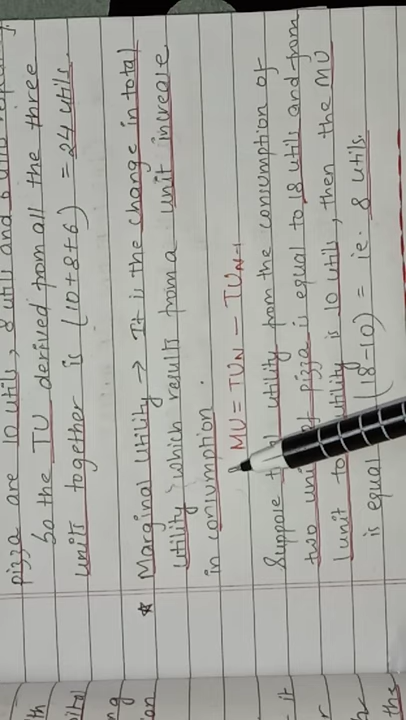 pizza are 10 utils, 8 utils and 6 utils
So the TU derived from all the three
units together is (10+8+6) = 24 utils.
* Marginal Utility → It is the change in total
utility which results from a unit increase
in consumption.
MU = TUN - TUN-1
Suppose utility from the consumption of
two of pizza is equal to 18 utils and from
1 unit utility is 10 utils, then the MU
is equal (18-10) = ie. 8 utils.
it
the